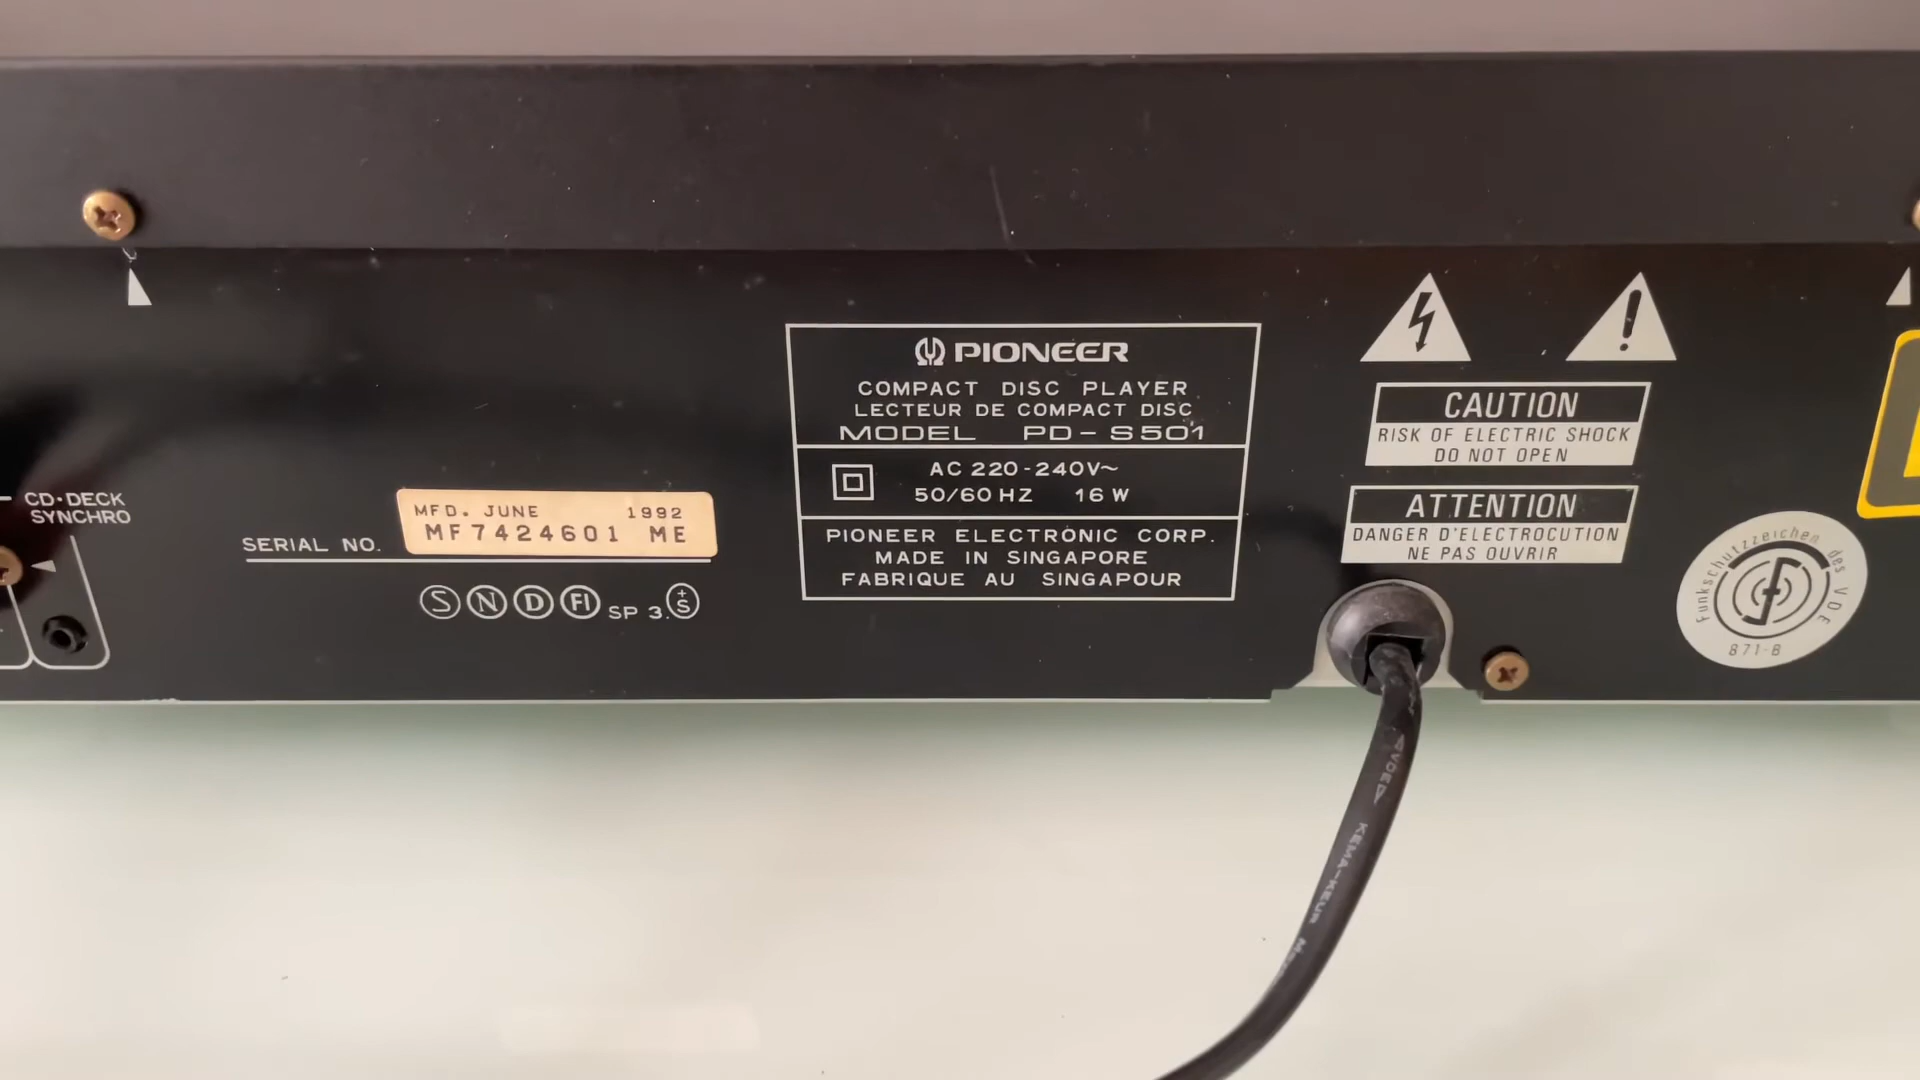 CD•DECK
SYNCHRO
SERIAL NO.
MFD. JUNE 1992
MF7424601 ME
S N D FI SP 3. +S
PIONEER
COMPACT DISC PLAYER
LECTEUR DE COMPACT DISC
MODEL PD-S501
AC 220-240V~
50/60 HZ 16 W
PIONEER ELECTRONIC CORP.
MADE IN SINGAPORE
FABRIQUE AU SINGAPOUR
CAUTION
RISK OF ELECTRIC SHOCK
DO NOT OPEN
ATTENTION
DANGER D'ELECTROCUTION
NE PAS OUVRIR
Funkschutzzeichen des VDE
871-B
KEMA-KEUR